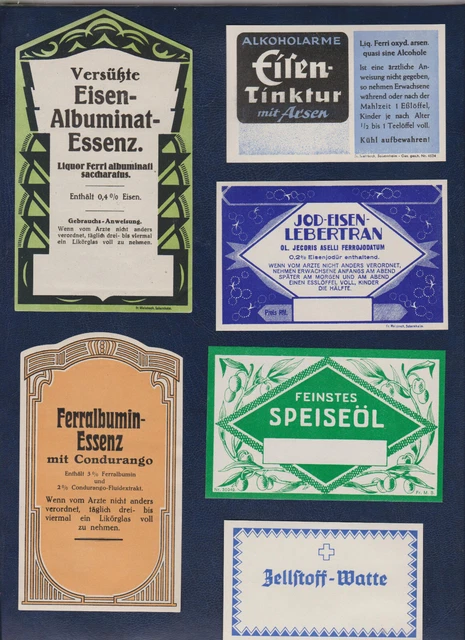 Versüßte
Eisen-
Albuminat-
Essenz.
Liquor Ferri albuminati
saccharatus.
Enthält 0,4 % Eisen.
Gebrauchs-Anweisung.
Wenn vom Arzte nicht anders
verordnet, täglich drei- bis viermal
ein Likörglas voll zu nehmen.
ALKOHOLARME
Eisen-
Tinktur
mit Arsen
Liq. Ferri oxyd. arsen.
quasi sine Alcohole
Ist eine ärztliche An-
weisung nicht gegeben,
so nehmen Erwachsene
während oder nach der
Mahlzeit 1 Eßlöffel,
Kinder je nach Alter
1/2 bis 1 Teelöffel voll.
Kühl aufbewahren!
JOD-EISEN-
LEBERTRAN
OL. JECORIS ASELLI FERROJODATUM
0,2% Eisenjodür enthaltend.
WENN VOM ARZTE NICHT ANDERS VERORDNET,
NEHMEN ERWACHSENE ANFANGS AM ABEND
SPÄTER AM MORGEN UND AM ABEND
EINEN ESSLÖFFEL VOLL, KINDER
DIE HÄLFTE.
Preis RM.
Ferralbumin-
Essenz
mit Condurango
Enthält 3 % Ferralbumin
und
2 % Condurango-Fluidextrakt.
Wenn vom Arzte nicht anders
verordnet, täglich drei- bis
viermal ein Likörglas voll
zu nehmen.
FEINSTES
SPEISEÖL
Fr. M. S.
Zellstoff-Watte